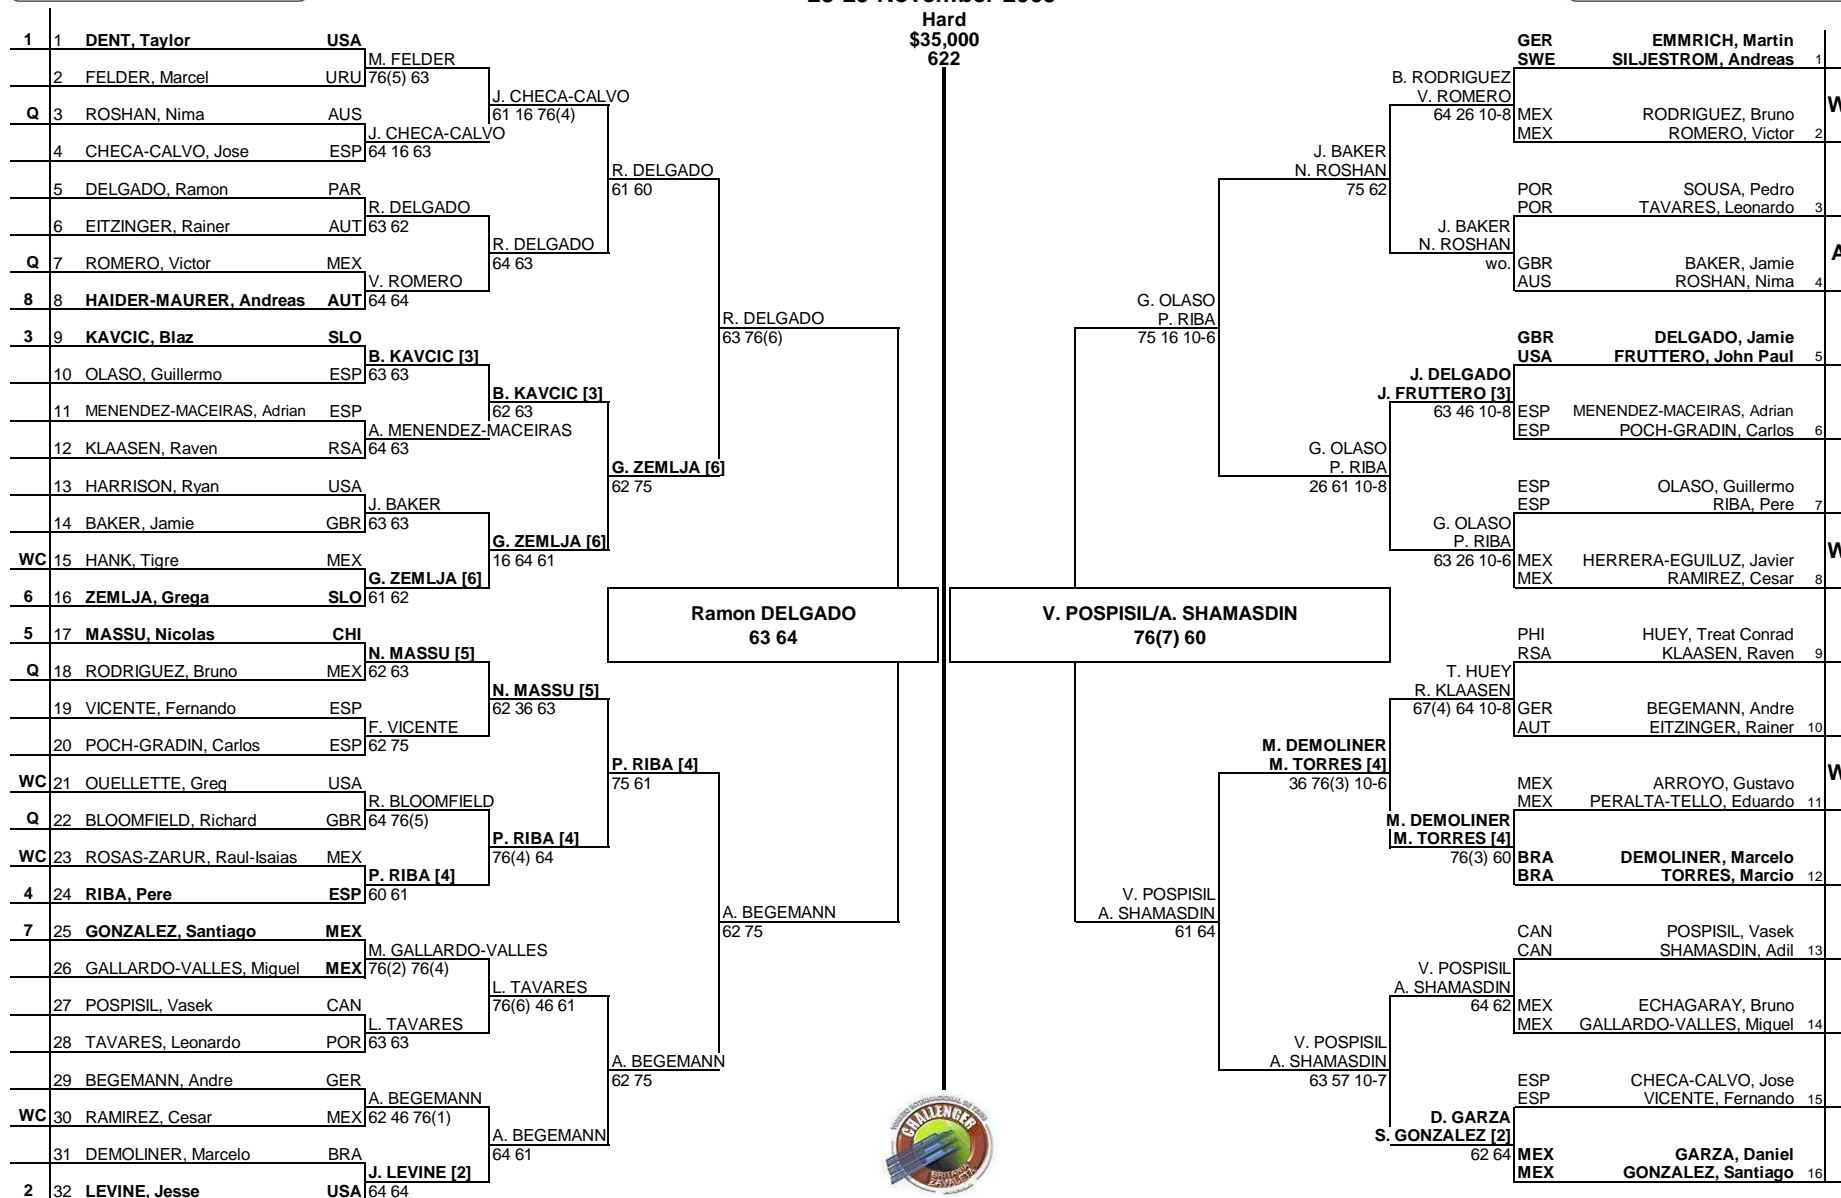 Hard
$35,000
622
1 1 DENT, Taylor USA
M. FELDER
2 FELDER, Marcel URU 76(5) 63
J. CHECA-CALVO
Q 3 ROSHAN, Nima AUS 61 16 76(4)
J. CHECA-CALVO
4 CHECA-CALVO, Jose ESP 64 16 63
R. DELGADO
5 DELGADO, Ramon PAR 61 60
R. DELGADO
6 EITZINGER, Rainer AUT 63 62
R. DELGADO
Q 7 ROMERO, Victor MEX 64 63
V. ROMERO
8 8 HAIDER-MAURER, Andreas AUT 64 64
R. DELGADO
3 9 KAVCIC, Blaz SLO 63 76(6)
B. KAVCIC [3]
10 OLASO, Guillermo ESP 63 63
B. KAVCIC [3]
11 MENENDEZ-MACEIRAS, Adrian ESP 62 63
A. MENENDEZ-MACEIRAS
12 KLAASEN, Raven RSA 64 63
G. ZEMLJA [6]
13 HARRISON, Ryan USA 62 75
J. BAKER
14 BAKER, Jamie GBR 63 63
G. ZEMLJA [6]
WC 15 HANK, Tigre MEX 16 64 61
G. ZEMLJA [6]
6 16 ZEMLJA, Grega SLO 61 62
Ramon DELGADO
63 64
5 17 MASSU, Nicolas CHI
N. MASSU [5]
Q 18 RODRIGUEZ, Bruno MEX 62 63
N. MASSU [5]
19 VICENTE, Fernando ESP 62 36 63
F. VICENTE
20 POCH-GRADIN, Carlos ESP 62 75
P. RIBA [4]
WC 21 OUELLETTE, Greg USA 75 61
R. BLOOMFIELD
Q 22 BLOOMFIELD, Richard GBR 64 76(5)
P. RIBA [4]
WC 23 ROSAS-ZARUR, Raul-Isaias MEX 76(4) 64
P. RIBA [4]
4 24 RIBA, Pere ESP 60 61
A. BEGEMANN
7 25 GONZALEZ, Santiago MEX 62 75
M. GALLARDO-VALLES
26 GALLARDO-VALLES, Miguel MEX 76(2) 76(4)
L. TAVARES
27 POSPISIL, Vasek CAN 76(6) 46 61
L. TAVARES
28 TAVARES, Leonardo POR 63 63
A. BEGEMANN
29 BEGEMANN, Andre GER 62 75
A. BEGEMANN
WC 30 RAMIREZ, Cesar MEX 62 46 76(1)
A. BEGEMANN
31 DEMOLINER, Marcelo BRA 64 61
J. LEVINE [2]
2 32 LEVINE, Jesse USA 64 64
GER EMMRICH, Martin
SWE SILJESTROM, Andreas 1
B. RODRIGUEZ
V. ROMERO
64 26 10-8 MEX RODRIGUEZ, Bruno
MEX ROMERO, Victor 2
J. BAKER
N. ROSHAN
75 62
POR SOUSA, Pedro
POR TAVARES, Leonardo 3
J. BAKER
N. ROSHAN
wo. GBR BAKER, Jamie
AUS ROSHAN, Nima 4
G. OLASO
P. RIBA
75 16 10-6
GBR DELGADO, Jamie
USA FRUTTERO, John Paul 5
J. DELGADO
J. FRUTTERO [3]
63 46 10-8 ESP MENENDEZ-MACEIRAS, Adrian
ESP POCH-GRADIN, Carlos 6
G. OLASO
P. RIBA
26 61 10-8
ESP OLASO, Guillermo
ESP RIBA, Pere 7
G. OLASO
P. RIBA
63 26 10-6 MEX HERRERA-EGUILUZ, Javier
MEX RAMIREZ, Cesar 8
V. POSPISIL/A. SHAMASDIN
76(7) 60
PHI HUEY, Treat Conrad
RSA KLAASEN, Raven 9
T. HUEY
R. KLAASEN
67(4) 64 10-8 GER BEGEMANN, Andre
AUT EITZINGER, Rainer 10
M. DEMOLINER
M. TORRES [4]
36 76(3) 10-6
MEX ARROYO, Gustavo
MEX PERALTA-TELLO, Eduardo 11
M. DEMOLINER
M. TORRES [4]
76(3) 60 BRA DEMOLINER, Marcelo
BRA TORRES, Marcio 12
V. POSPISIL
A. SHAMASDIN
61 64
CAN POSPISIL, Vasek
CAN SHAMASDIN, Adil 13
V. POSPISIL
A. SHAMASDIN
64 62 MEX ECHAGARAY, Bruno
MEX GALLARDO-VALLES, Miguel 14
V. POSPISIL
A. SHAMASDIN
63 57 10-7
ESP CHECA-CALVO, Jose
ESP VICENTE, Fernando 15
D. GARZA
S. GONZALEZ [2]
62 64 MEX GARZA, Daniel
MEX GONZALEZ, Santiago 16
CHALLENGER
BRITANIA
ZAVALETA